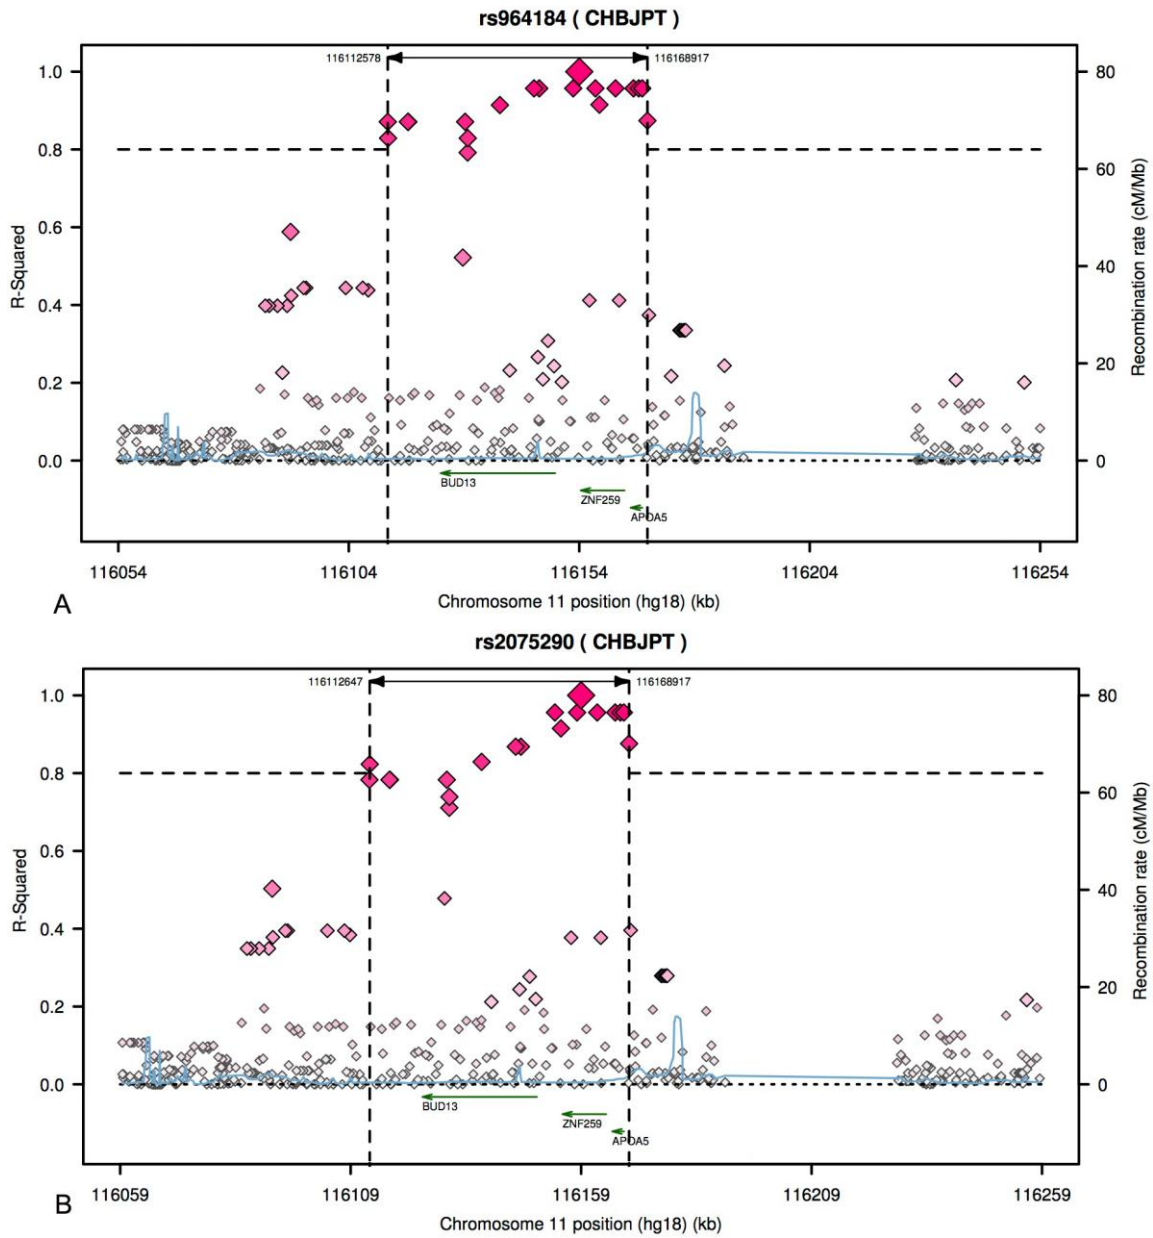 rs964184 ( CHBJPT )
116112578
116168917
1.0
0.8
0.6
0.4
0.2
0.0
R-Squared
80
60
40
20
0
Recombination rate (cM/Mb)
BUD13
ZNF259
APOA5
116054
116104
116154
116204
116254
A
Chromosome 11 position (hg18) (kb)
rs2075290 ( CHBJPT )
116112647
116168917
1.0
0.8
0.6
0.4
0.2
0.0
R-Squared
80
60
40
20
0
Recombination rate (cM/Mb)
BUD13
ZNF259
APOA5
116059
116109
116159
116209
116259
B
Chromosome 11 position (hg18) (kb)